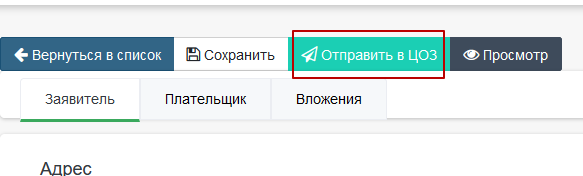 Вернуться в список Сохранить Отправить в ЦОЗ Просмотр
Заявитель Плательщик Вложения
Адрес